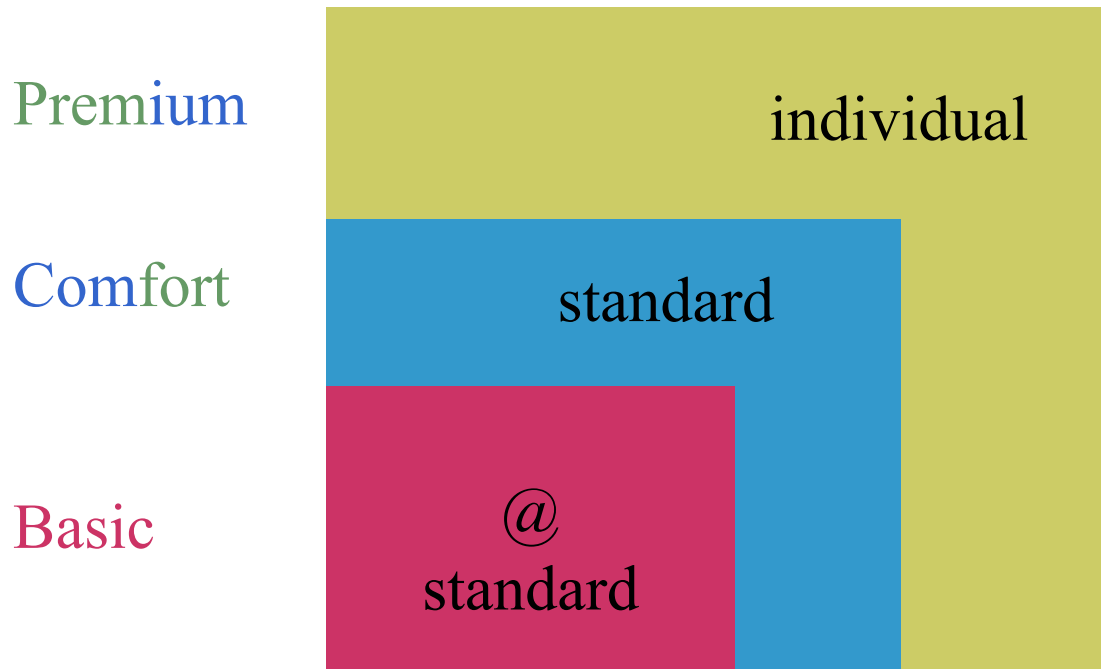 Premium
individual
Comfort
standard
Basic
@
standard